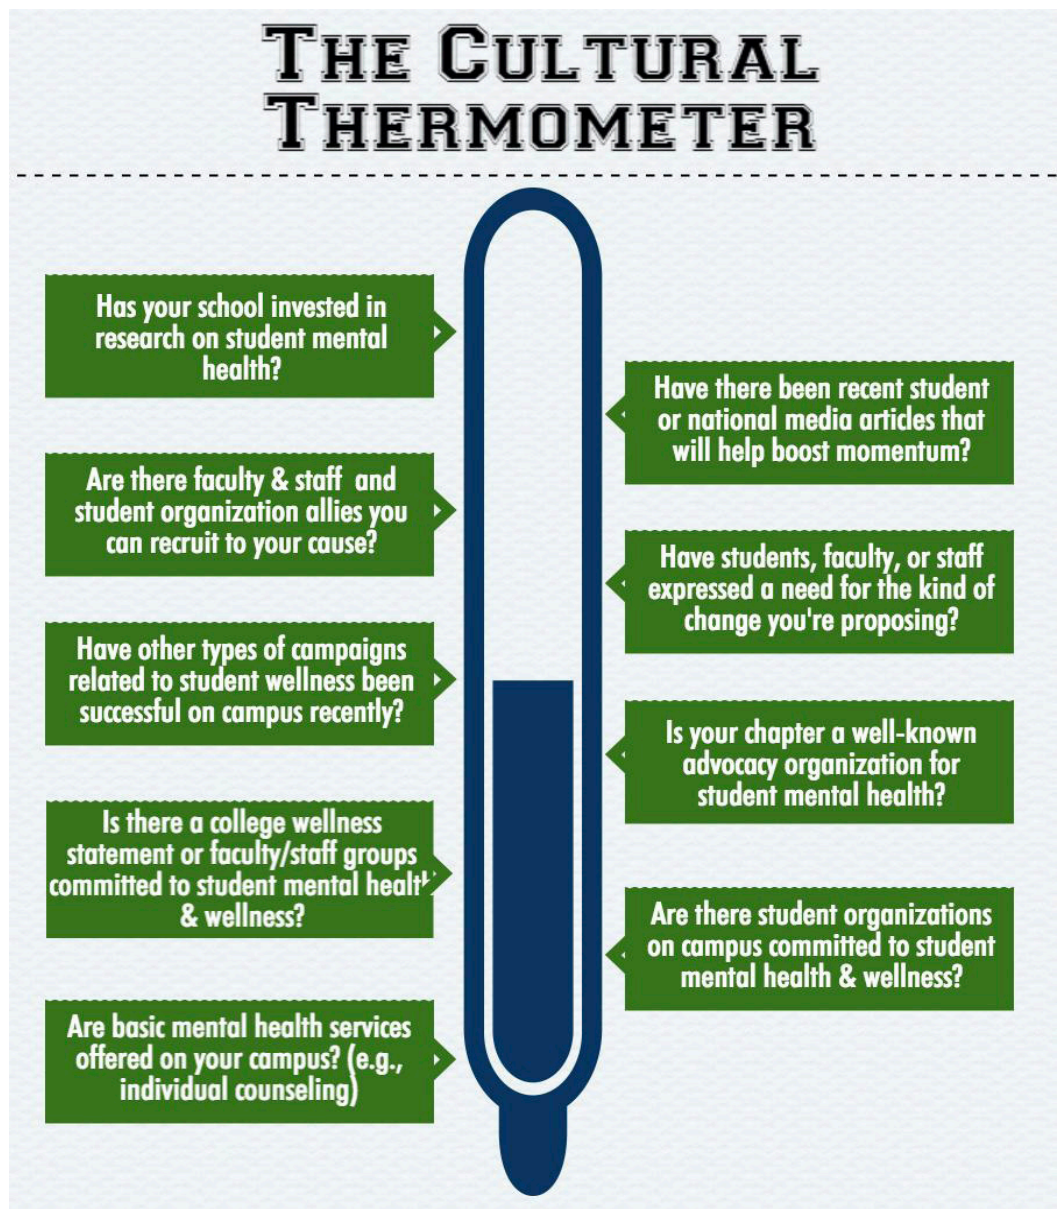 THE CULTURAL
THERMOMETER
Has your school invested in
research on student mental
health?
Have there been recent student
or national media articles that
will help boost momentum?
Are there faculty & staff and
student organization allies you
can recruit to your cause?
Have students, faculty, or staff
expressed a need for the kind of
change you're proposing?
Have other types of campaigns
related to student wellness been
successful on campus recently?
Is your chapter a well-known
advocacy organization for
student mental health?
Is there a college wellness
statement or faculty/staff groups
committed to student mental health
& wellness?
Are there student organizations
on campus committed to student
mental health & wellness?
Are basic mental health services
offered on your campus? (e.g.,
individual counseling)